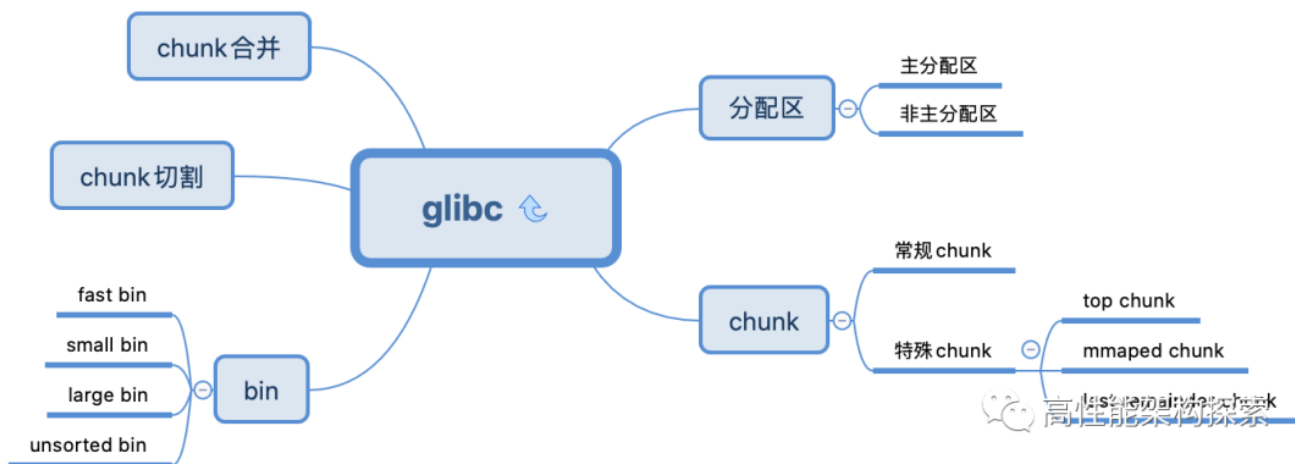 chunk合并
chunk切割
glibc
分配区
主分配区
非主分配区
chunk
常规chunk
特殊chunk
top chunk
mmaped chunk
last remainder chunk
bin
fast bin
small bin
large bin
unsorted bin
高性能架构探索